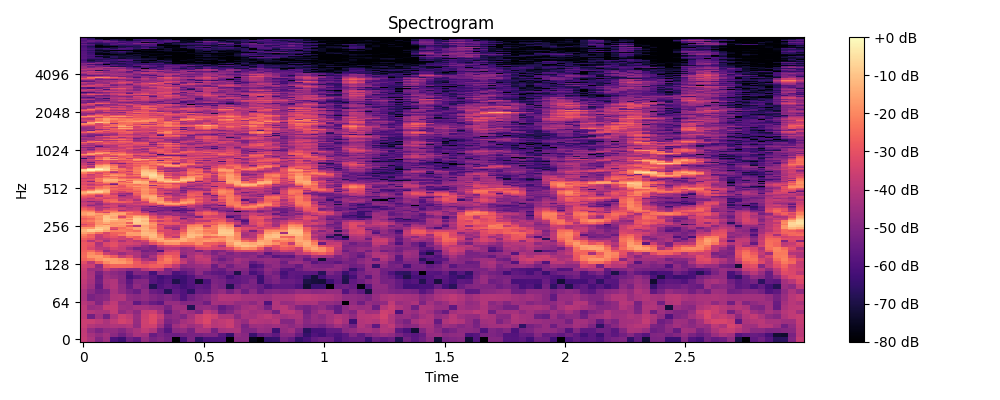 Spectrogram
Hz
4096
2048
1024
512
256
128
64
0
0 0.5 1 1.5 2 2.5
Time
+0 dB
-10 dB
-20 dB
-30 dB
-40 dB
-50 dB
-60 dB
-70 dB
-80 dB